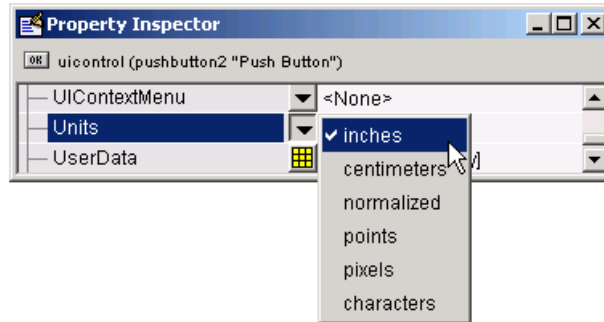 Property Inspector
OK uicontrol (pushbutton2 "Push Button")
UIContextMenu <None>
Units inches
UserData
centimeters
normalized
points
pixels
characters